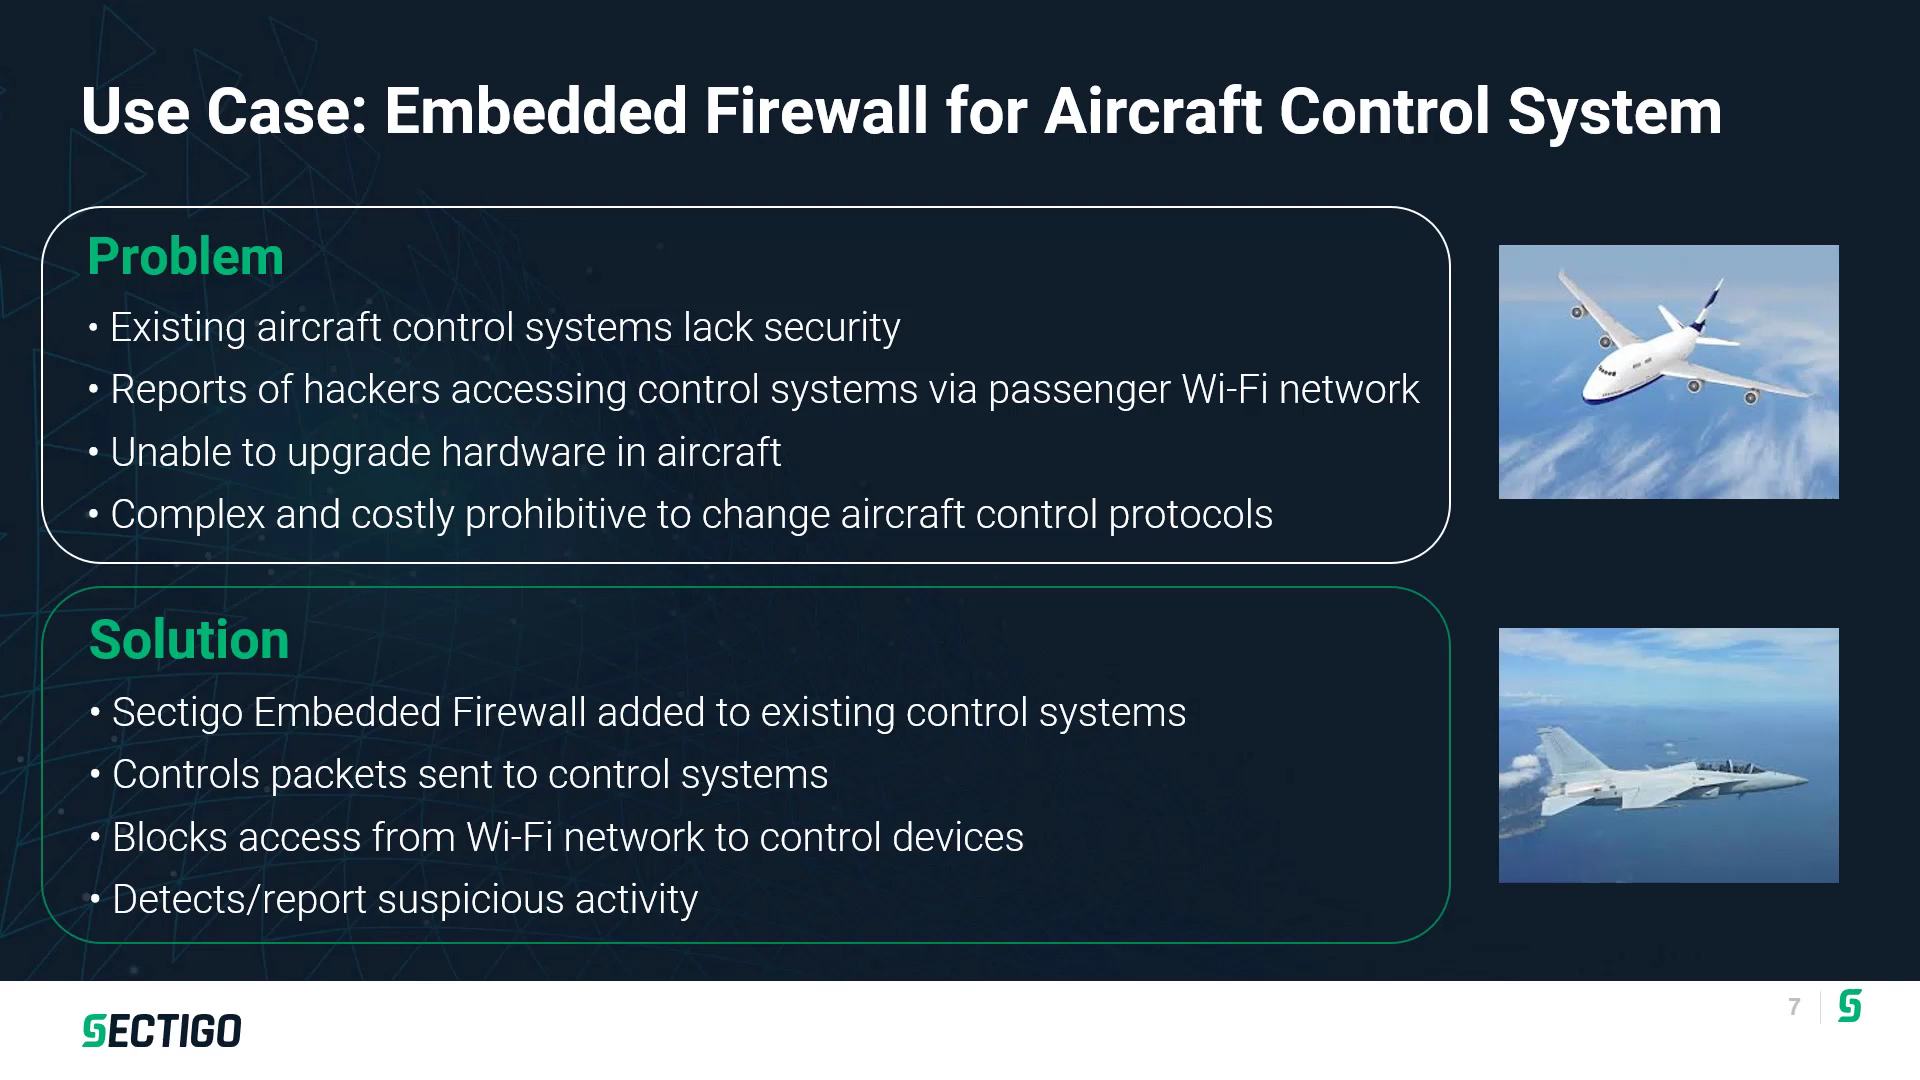 Use Case: Embedded Firewall for Aircraft Control System
Problem
• Existing aircraft control systems lack security
• Reports of hackers accessing control systems via passenger Wi-Fi network
• Unable to upgrade hardware in aircraft
• Complex and costly prohibitive to change aircraft control protocols
Solution
• Sectigo Embedded Firewall added to existing control systems
• Controls packets sent to control systems
• Blocks access from Wi-Fi network to control devices
• Detects/report suspicious activity
SECTIGO
7
S